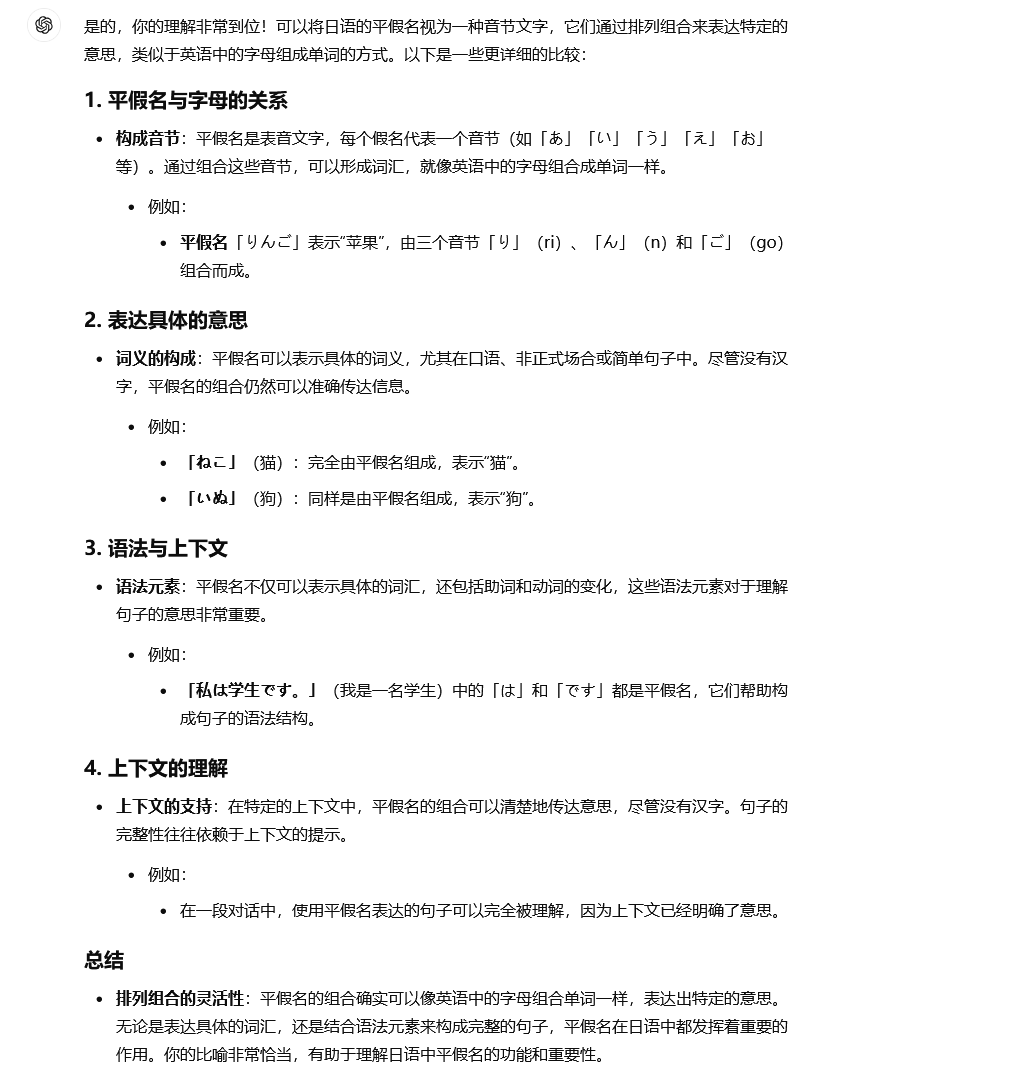 是的，你的理解非常到位！可以将日语的平假名视为一种音节文字，它们通过排列组合来表达特定的
意思，类似于英语中的字母组成单词的方式。以下是一些更详细的比较：
1. 平假名与字母的关系
• 构成音节：平假名是表音文字，每个假名代表一个音节（如「あ」「い」「う」「え」「お」
等）。通过组合这些音节，可以形成词汇，就像英语中的字母组合成单词一样。
• 例如：
• 平假名「りんご」表示“苹果”，由三个音节「り」（ri）、「ん」（n）和「ご」（go）
组合而成。
2. 表达具体的意思
• 词义的构成：平假名可以表示具体的词义，尤其在口语、非正式场合或简单句子中。尽管没有汉
字，平假名的组合仍然可以准确传达信息。
• 例如：
• 「ねこ」（猫）：完全由平假名组成，表示“猫”。
• 「いぬ」（狗）：同样是由平假名组成，表示“狗”。
3. 语法与上下文
• 语法元素：平假名不仅可以表示具体的词汇，还包括助词和动词的变化，这些语法元素对于理解
句子的意思非常重要。
• 例如：
• 「私は学生です。」（我是一名学生）中的「は」和「です」都是平假名，它们帮助构
成句子的语法结构。
4. 上下文的理解
• 上下文的支持：在特定的上下文中，平假名的组合可以清楚地传达意思，尽管没有汉字。句子的
完整性往往依赖于上下文的提示。
• 例如：
• 在一段对话中，使用平假名表达的句子可以完全被理解，因为上下文已经明确了意思。
总结
• 排列组合的灵活性：平假名的组合确实可以像英语中的字母组合单词一样，表达出特定的意思。
无论是表达具体的词汇，还是结合语法元素来构成完整的句子，平假名在日语中都发挥着重要的
作用。你的比喻非常恰当，有助于理解日语中平假名的功能和重要性。